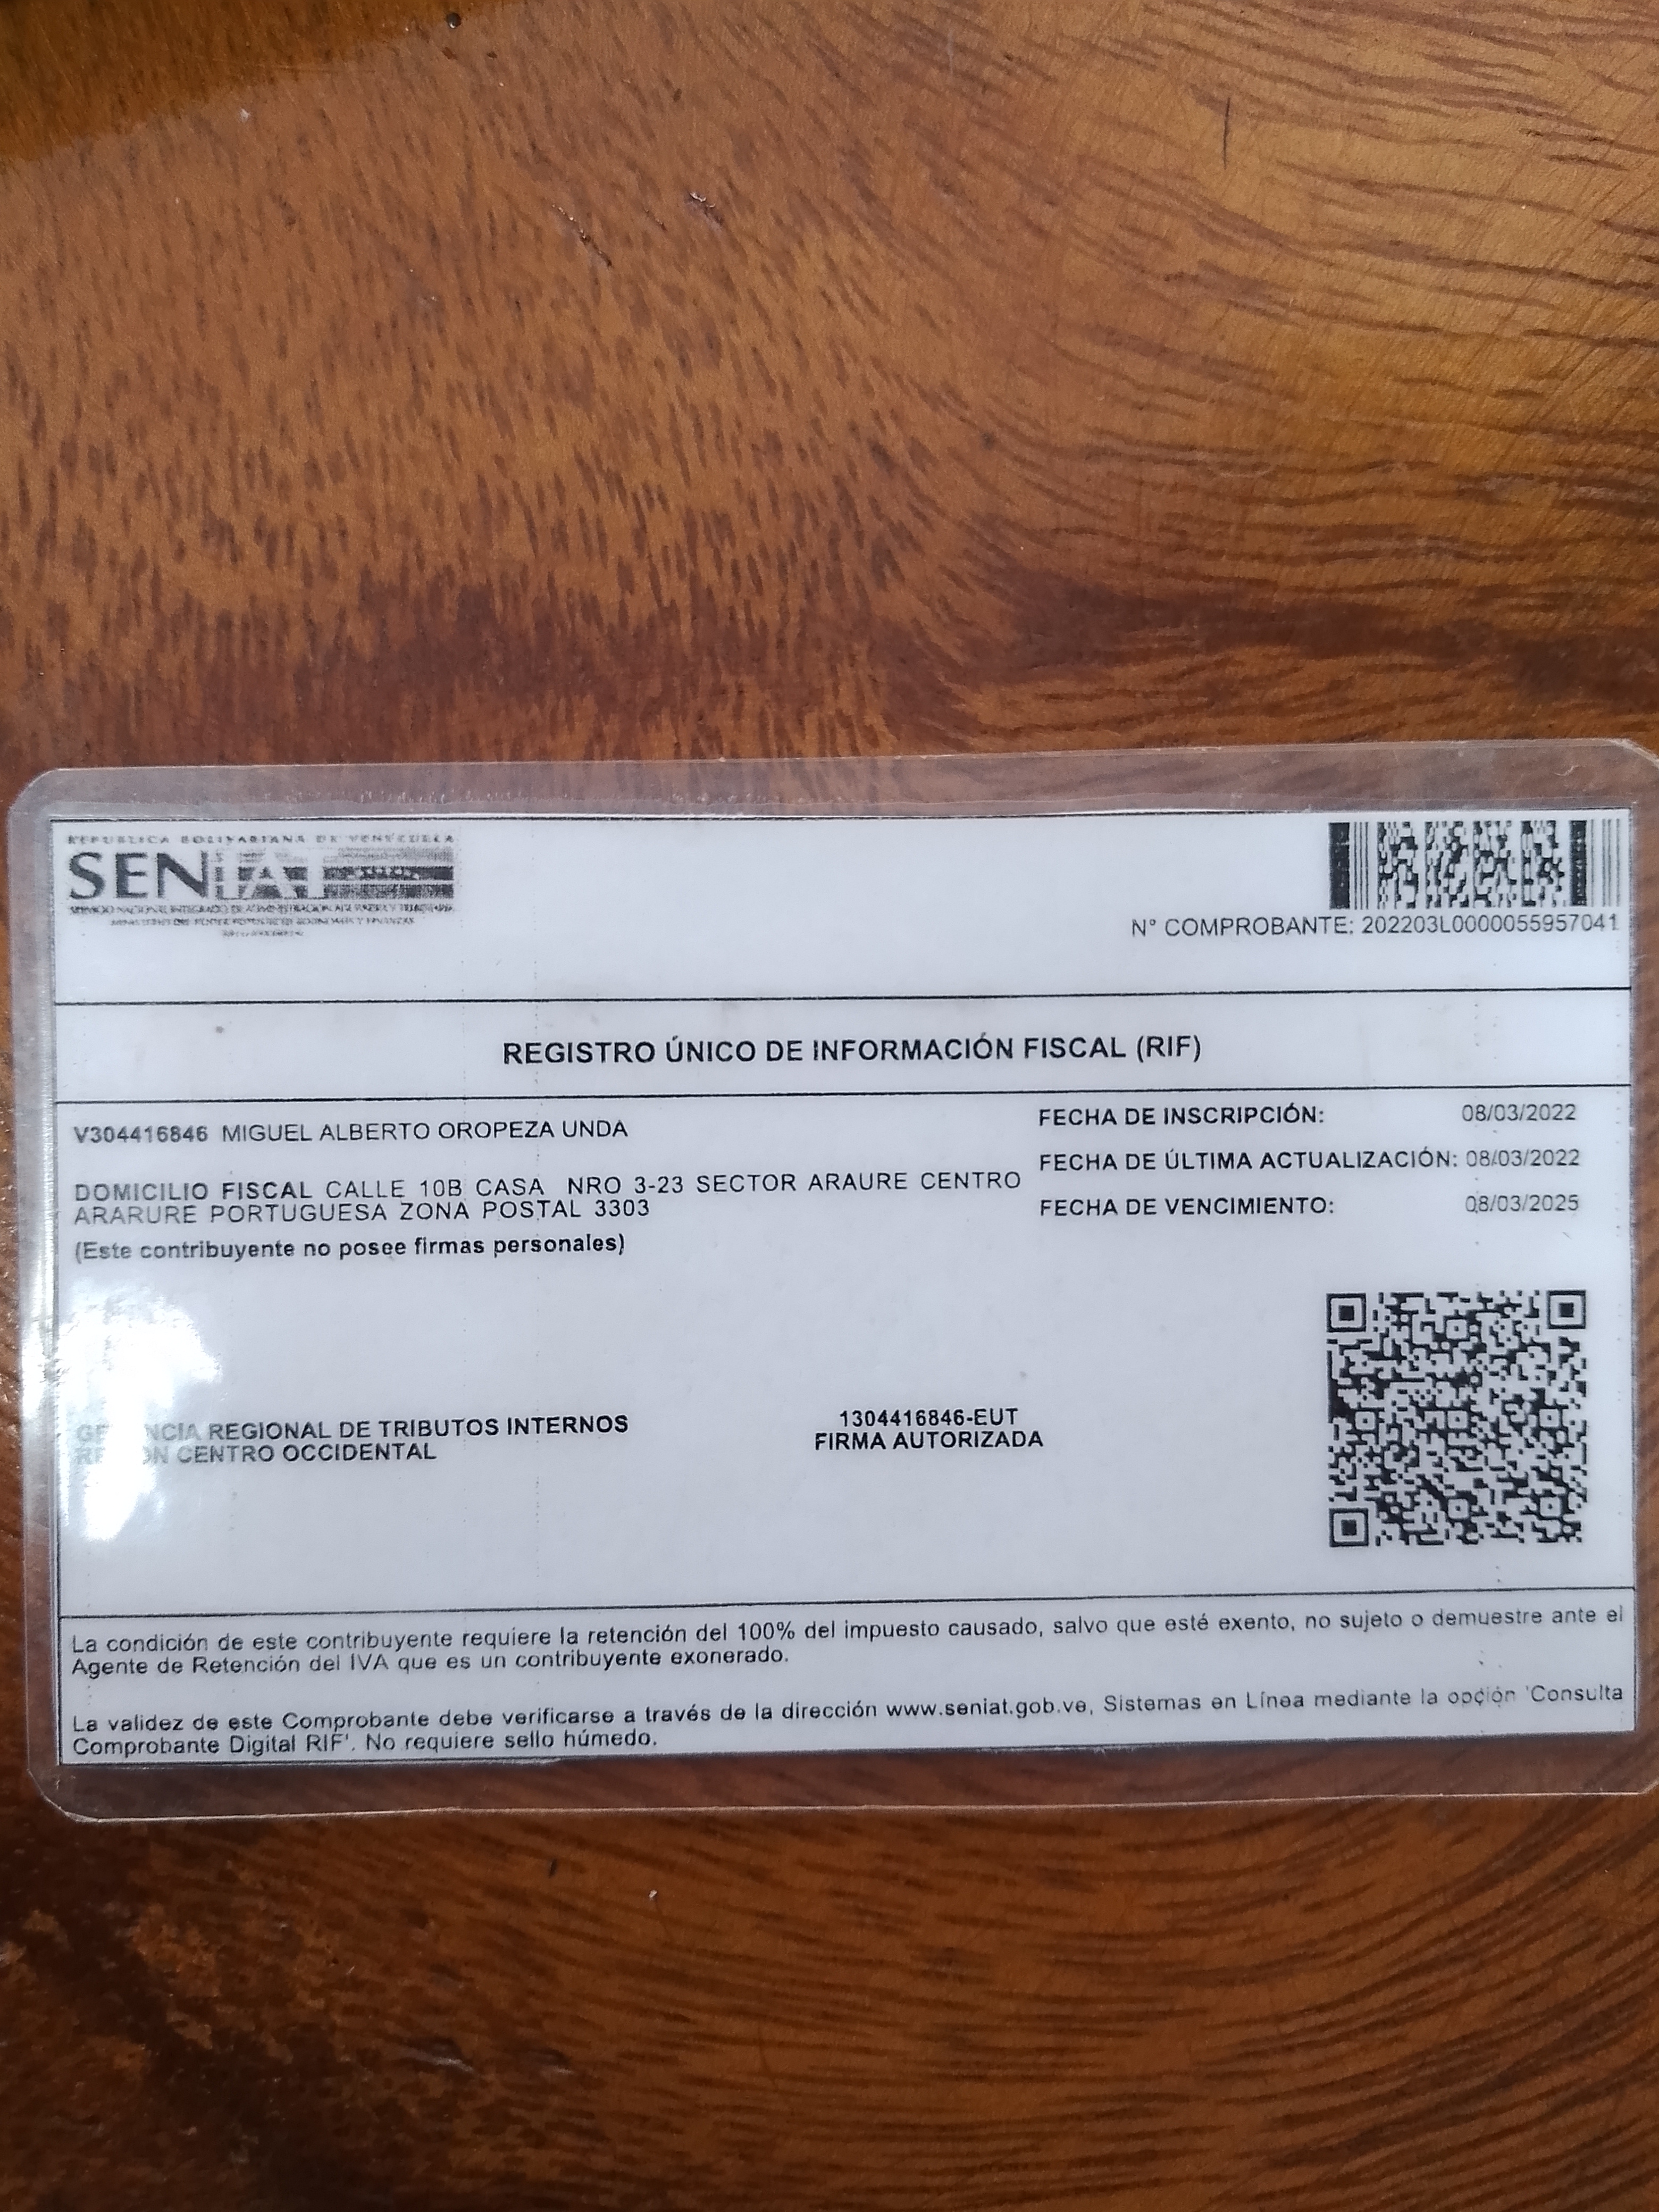 REPUBLICA BOLIVARIANA DE VENEZUELA
SENIAT
N° COMPROBANTE: 202203L0000055957041
REGISTRO ÚNICO DE INFORMACIÓN FISCAL (RIF)
V304416846 MIGUEL ALBERTO OROPEZA UNDA
DOMICILIO FISCAL CALLE 10B CASA NRO 3-23 SECTOR ARAURE CENTRO
ARARURE PORTUGUESA ZONA POSTAL 3303
(Este contribuyente no posee firmas personales)
FECHA DE INSCRIPCIÓN: 08/03/2022
FECHA DE ÚLTIMA ACTUALIZACIÓN: 08/03/2022
FECHA DE VENCIMIENTO: 08/03/2025
GERENCIA REGIONAL DE TRIBUTOS INTERNOS
REGION CENTRO OCCIDENTAL
1304416846-EUT
FIRMA AUTORIZADA
La condición de este contribuyente requiere la retención del 100% del impuesto causado, salvo que esté exento, no sujeto o demuestre ante el
Agente de Retención del IVA que es un contribuyente exonerado.
La validez de este Comprobante debe verificarse a través de la dirección www.seniat.gob.ve, Sistemas en Línea mediante la opción 'Consulta
Comprobante Digital RIF'. No requiere sello húmedo.